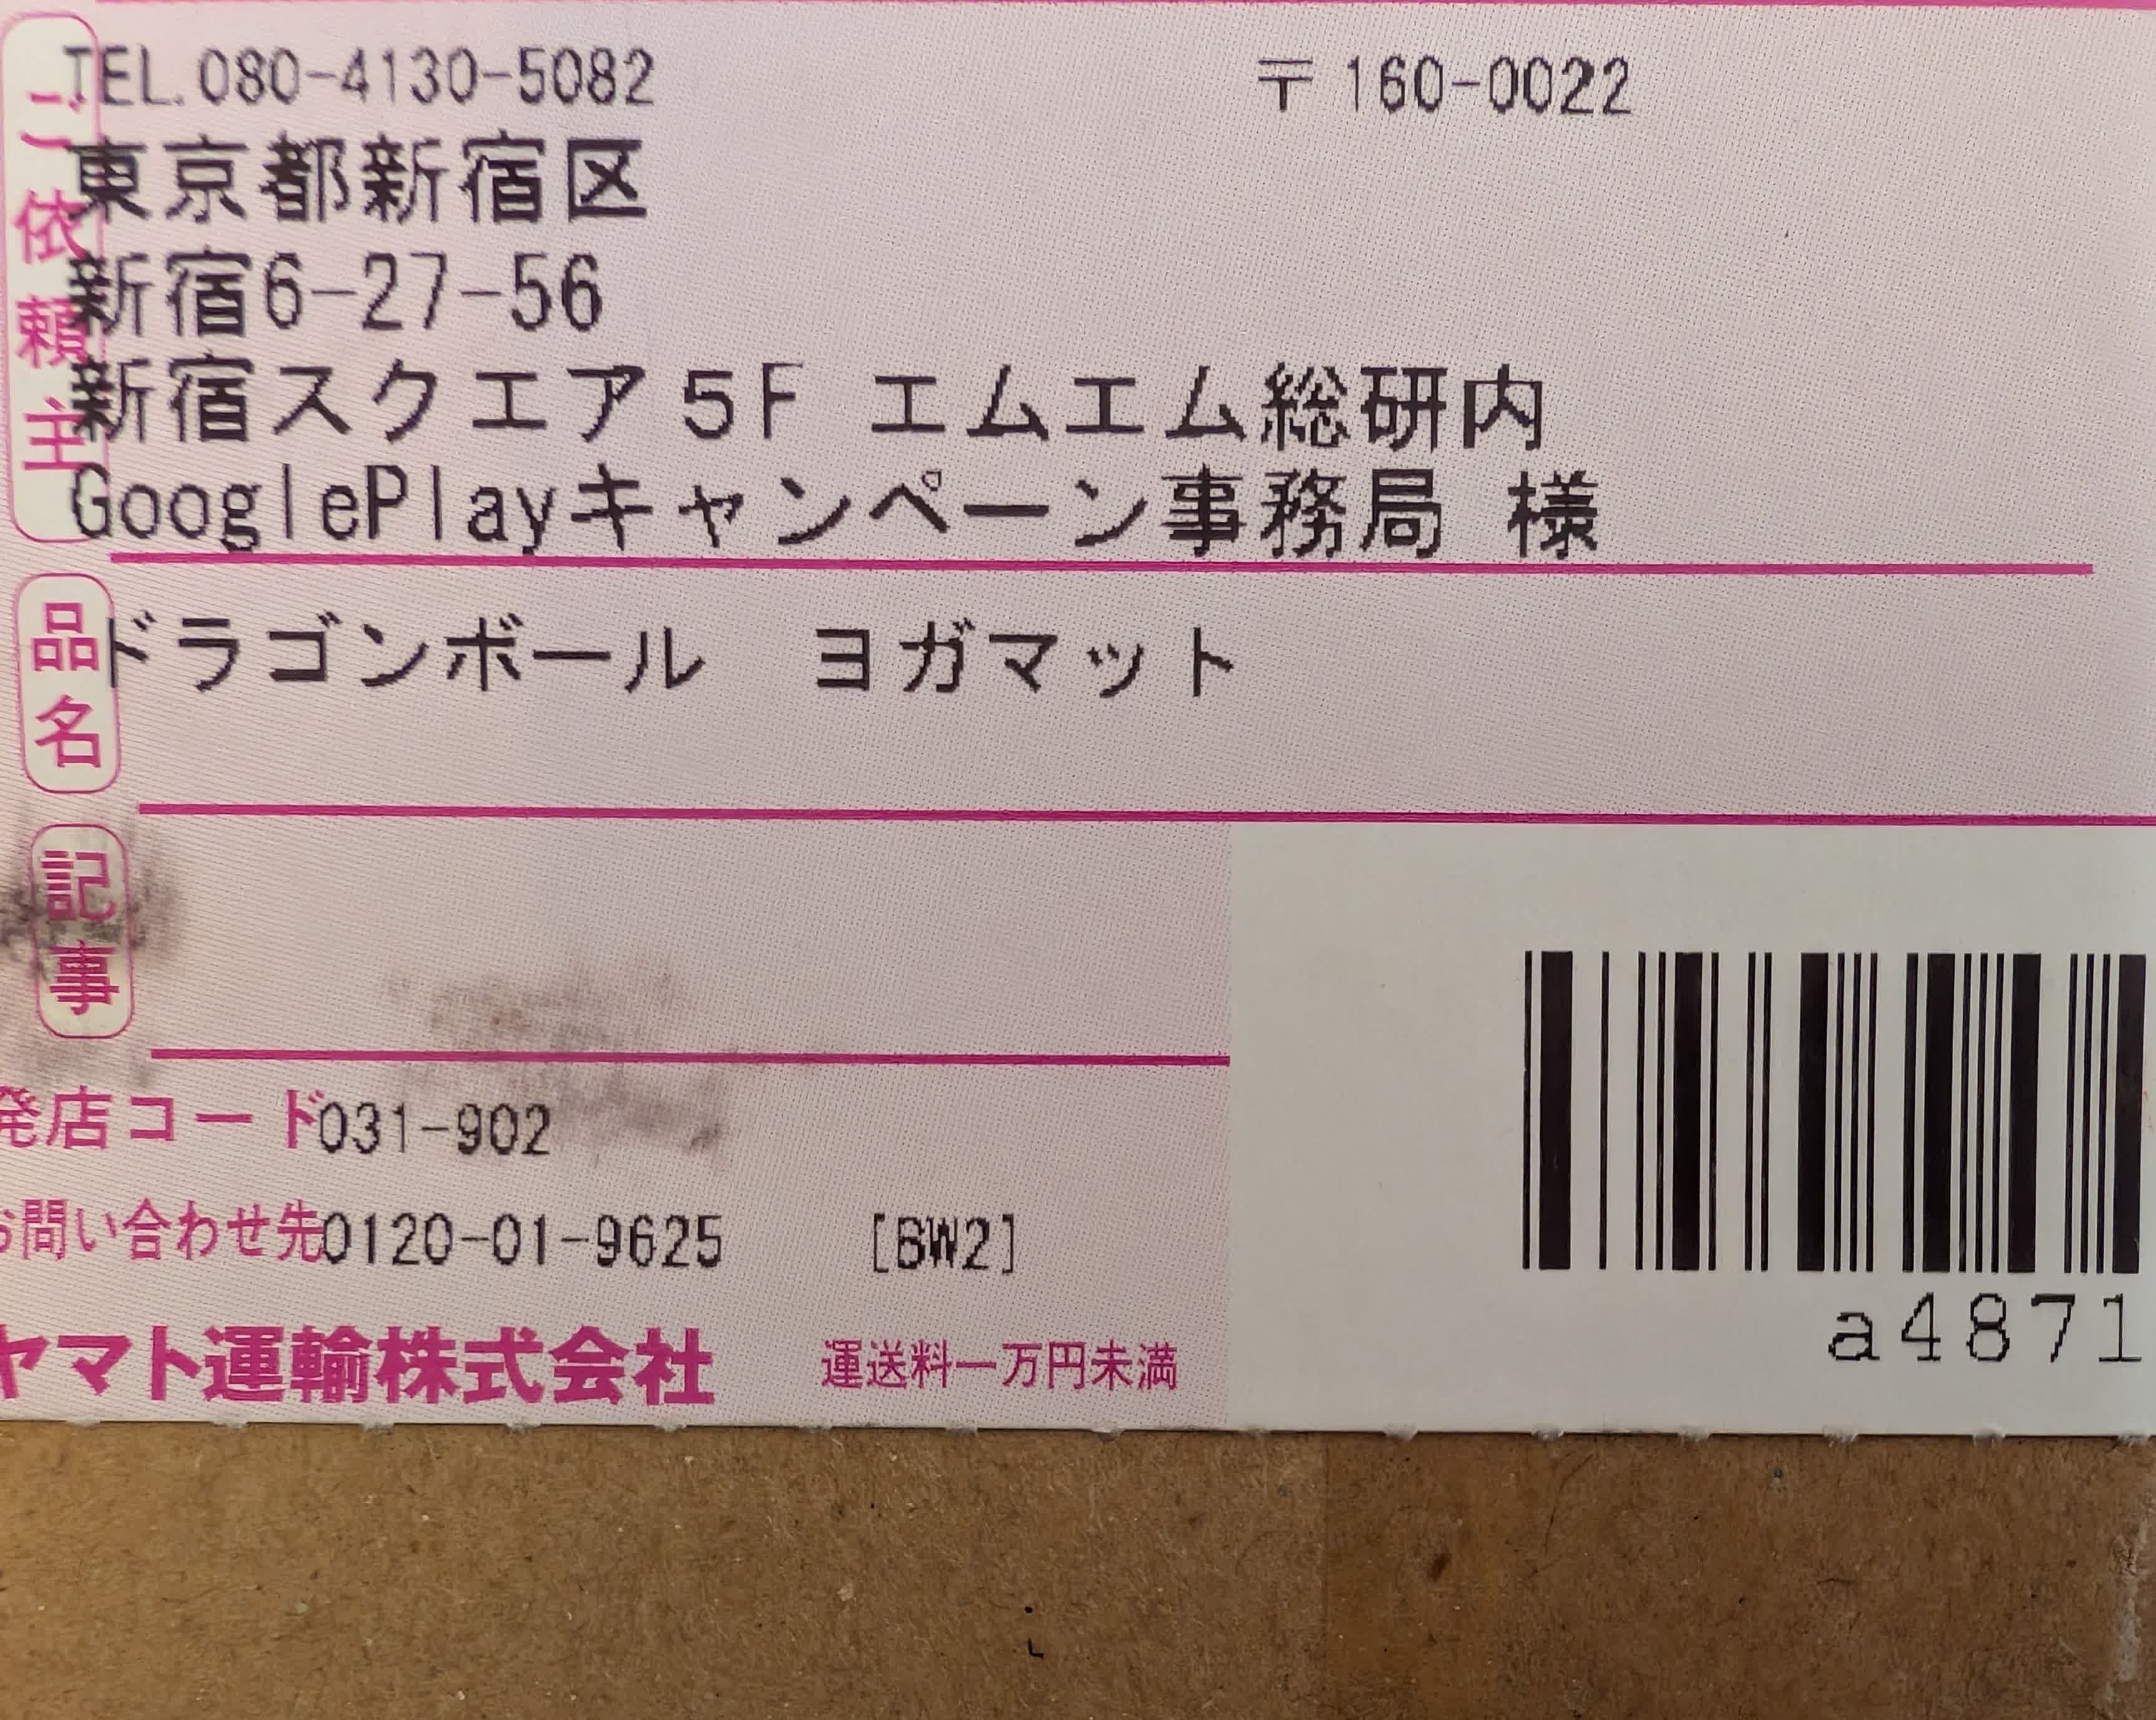 ご依頼主
TEL.080-4130-5082 〒160-0022
東京都新宿区
新宿6-27-56
新宿スクエア5F エムエム総研内
GooglePlayキャンペーン事務局 様
品名
ドラゴンボール ヨガマット
記事
発店コード031-902
お問い合わせ先0120-01-9625 [BW2]
ヤマト運輸株式会社 運送料一万円未満
a4871